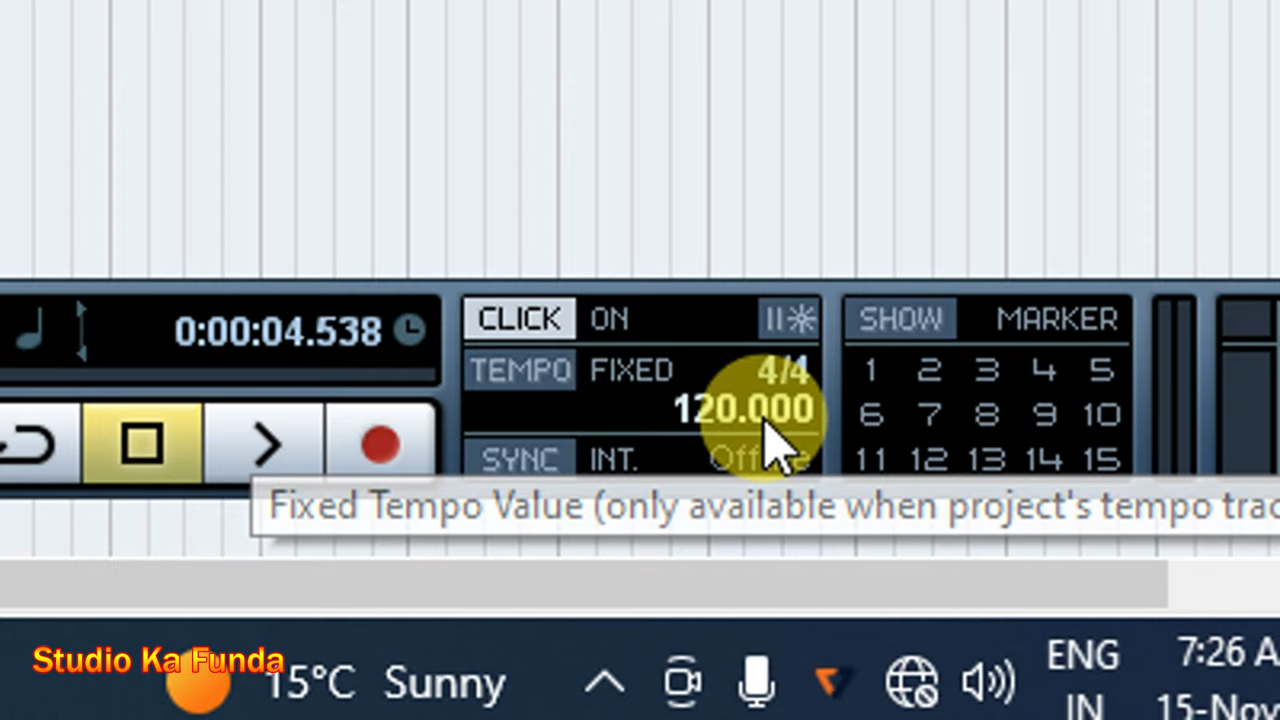 0:00:04.538
CLICK ON
TEMPO FIXED 4/4
120.000
SYNC INT.
SHOW MARKER
1 2 3 4 5
6 7 8 9 10
11 12 13 14 15
Fixed Tempo Value (only available when project's tempo trac
Studio Ka Funda
15°C Sunny
ENG
IN
7:26 A
15-Nov